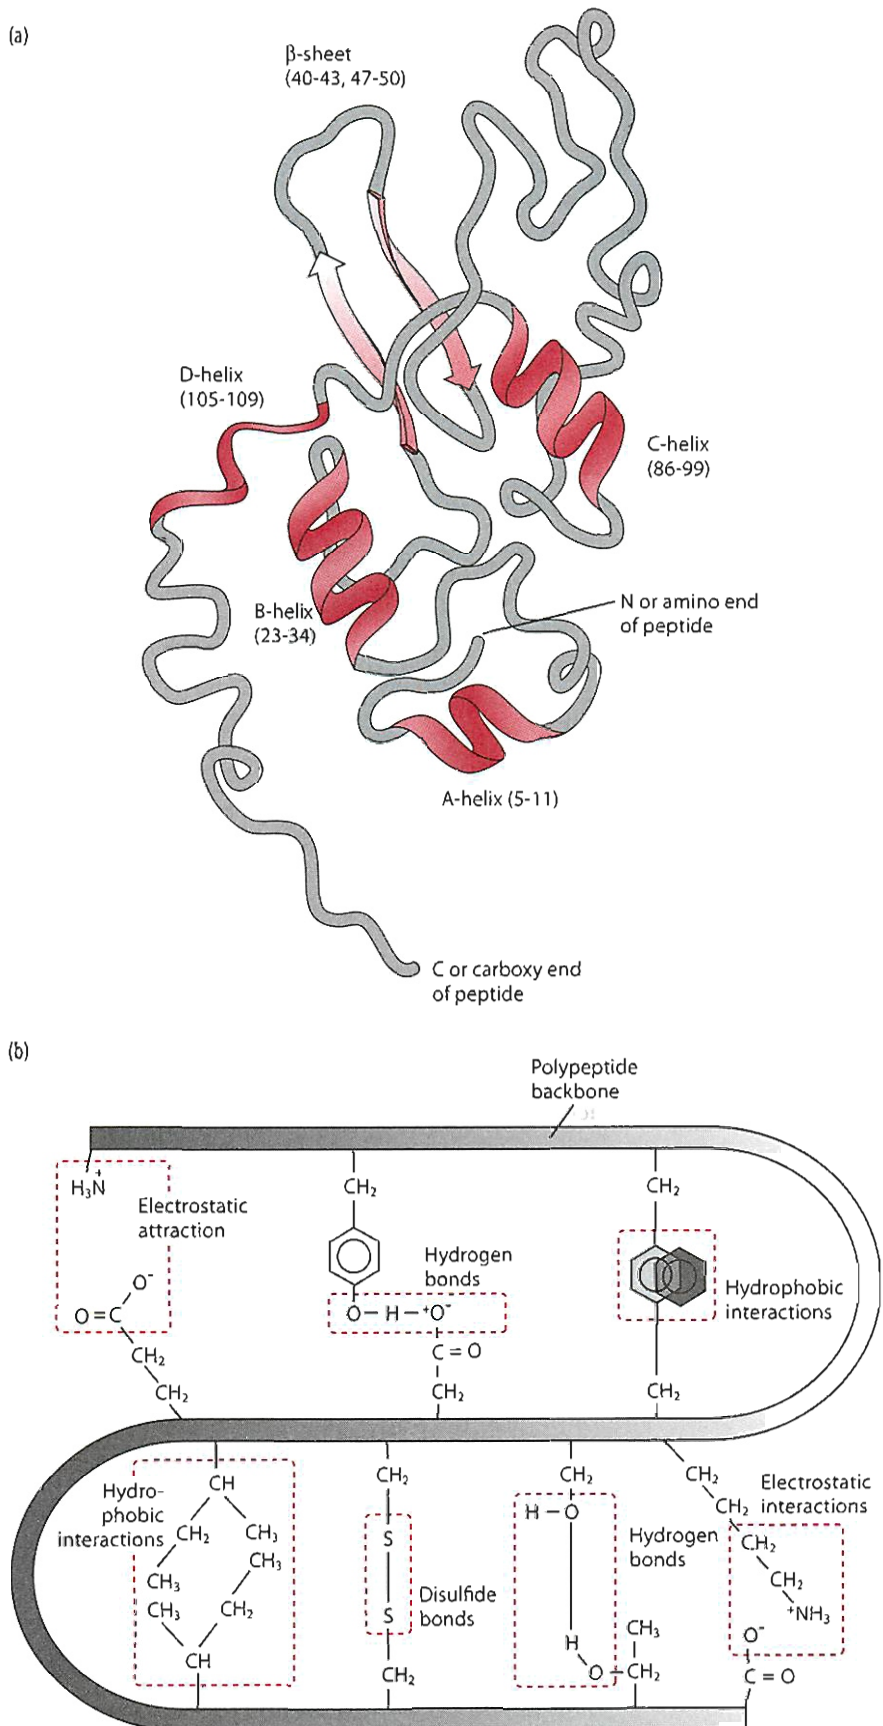 (a)
β-sheet
(40-43, 47-50)
D-helix
(105-109)
C-helix
(86-99)
B-helix
(23-34)
N or amino end
of peptide
A-helix (5-11)
C or carboxy end
of peptide
(b)
Polypeptide
backbone
H₃N⁺
Electrostatic
attraction
O⁻
O=C
CH₂
CH₂
CH₂
Hydrogen
bonds
O–H–⁺O⁻
C=O
CH₂
CH₂
Hydrophobic
interactions
CH₂
Hydro-
phobic
interactions
CH
CH₂
CH₃
CH₃
CH₃
CH₃
CH₂
CH
CH₂
S
S
Disulfide
bonds
CH₂
CH₂
H–O
Hydrogen
bonds
H
O
CH₃
CH₂
CH₂
CH₂
Electrostatic
interactions
CH₂
CH₂
⁺NH₃
O⁻
C=O